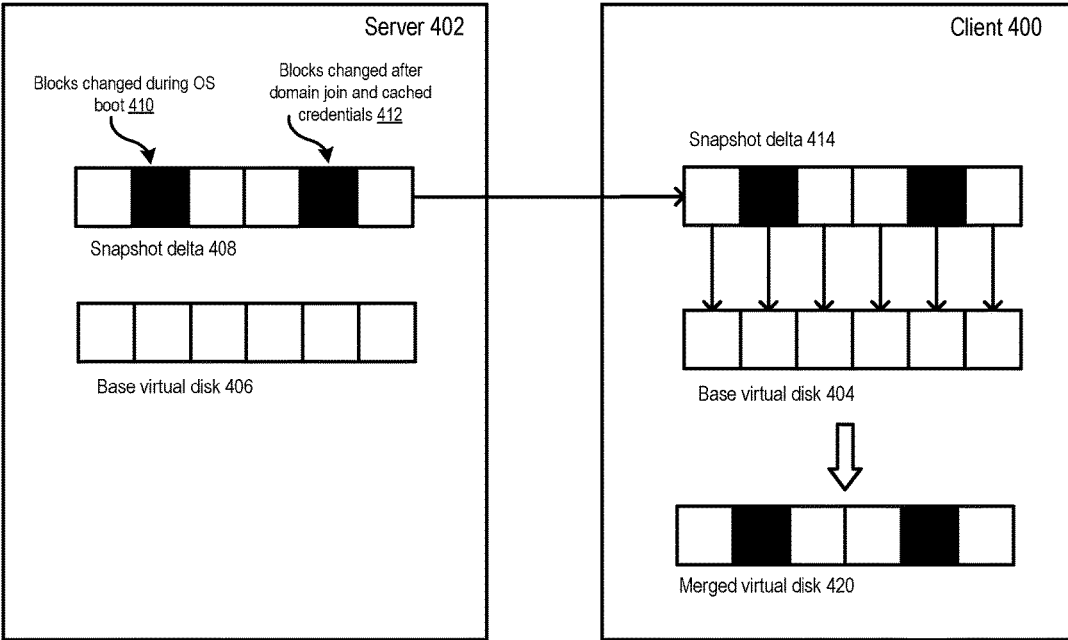 Server 402
Blocks changed during OS
boot 410
Blocks changed after
domain join and cached
credentials 412
Snapshot delta 408
Base virtual disk 406
Client 400
Snapshot delta 414
Base virtual disk 404
Merged virtual disk 420